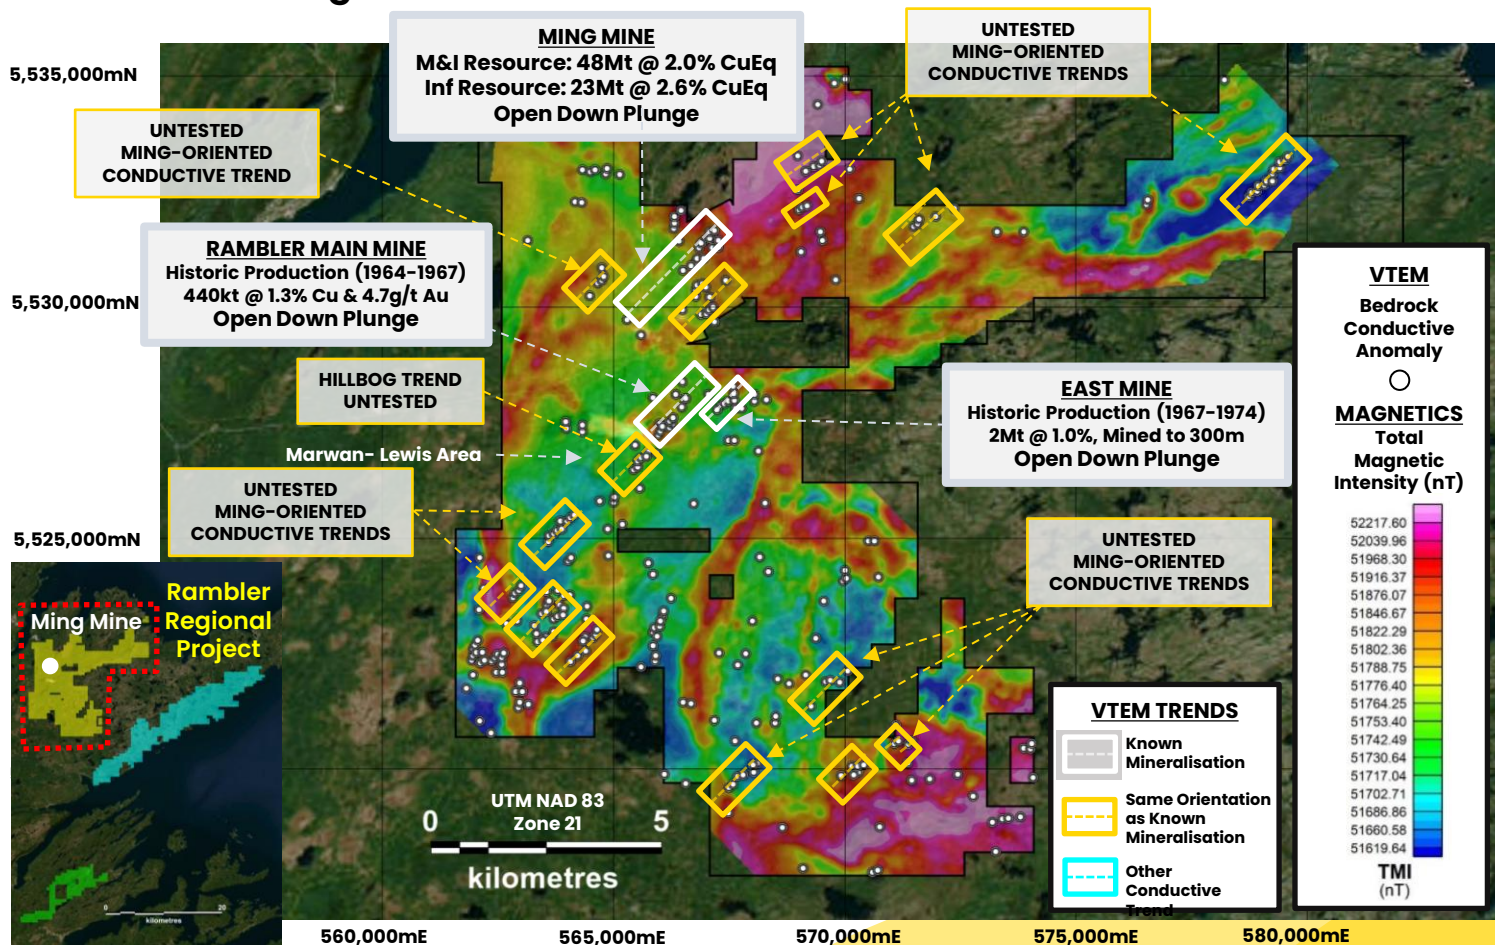 MING MINE
M&I Resource: 48Mt @ 2.0% CuEq
Inf Resource: 23Mt @ 2.6% CuEq
Open Down Plunge
UNTESTED
MING-ORIENTED
CONDUCTIVE TRENDS
5,535,000mN
UNTESTED
MING-ORIENTED
CONDUCTIVE TREND
RAMBLER MAIN MINE
Historic Production (1964-1967)
440kt @ 1.3% Cu & 4.7g/t Au
Open Down Plunge
5,530,000mN
HILLBOG TREND
UNTESTED
EAST MINE
Historic Production (1967-1974)
2Mt @ 1.0%, Mined to 300m
Open Down Plunge
Marwan- Lewis Area
UNTESTED
MING-ORIENTED
CONDUCTIVE TRENDS
5,525,000mN
UNTESTED
MING-ORIENTED
CONDUCTIVE TRENDS
VTEM
Bedrock
Conductive
Anomaly
MAGNETICS
Total
Magnetic
Intensity (nT)
52217.60
52039.96
51968.30
51916.37
51876.07
51846.67
51822.29
51802.36
51788.75
51776.40
51764.25
51753.40
51742.49
51730.64
51717.04
51702.71
51686.86
51660.58
51619.64
TMI
(nT)
Ming Mine
Rambler
Regional
Project
0 20
kilometres
UTM NAD 83
Zone 21
0 5
kilometres
VTEM TRENDS
Known
Mineralisation
Same Orientation
as Known
Mineralisation
Other
Conductive
Trend
560,000mE 565,000mE 570,000mE 575,000mE 580,000mE